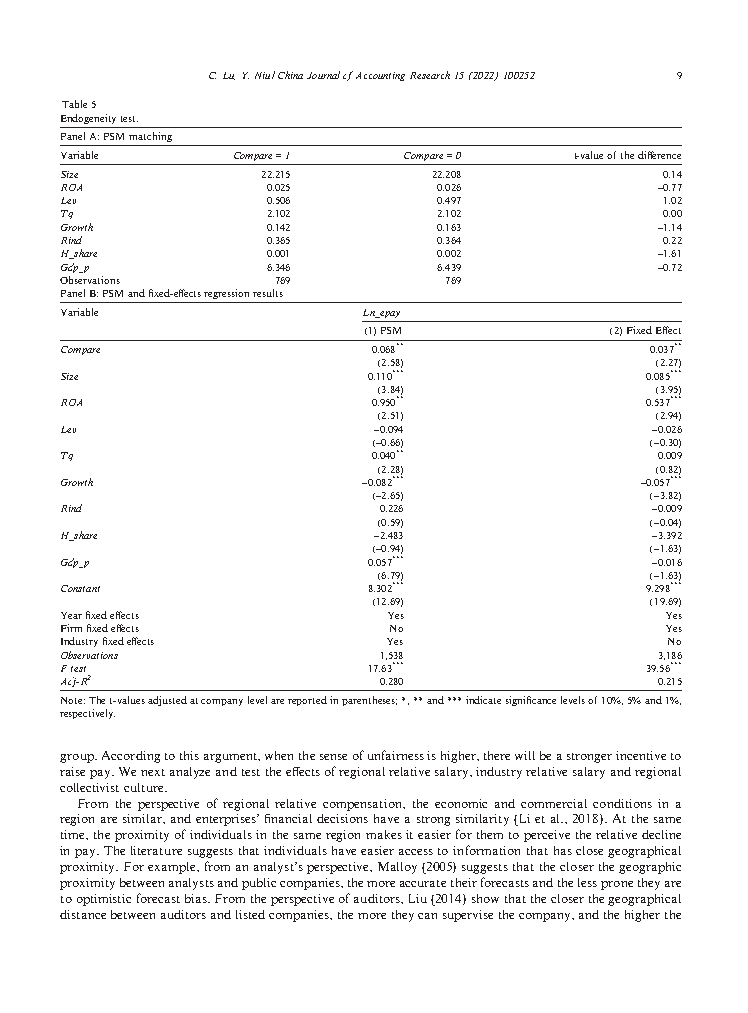 C. Lu, Y. Niu/China Journal of Accounting Research 15 (2022) 100252 9
Table 5
Endogeneity test.
Panel A: PSM matching
Variable Compare = 1 Compare = 0 t-value of the difference
Size 22.215 22.208 0.14
ROA 0.025 0.026 −0.77
Lev 0.506 0.497 1.02
Tq 2.102 2.102 0.00
Growth 0.142 0.163 −1.14
Rind 0.365 0.364 0.22
H_share 0.001 0.002 −1.61
Gdp_p 6.346 6.439 −0.72
Observations 769 769
Panel B: PSM and fixed-effects regression results
Variable Ln_epay
(1) PSM (2) Fixed Effect
Compare 0.068** 0.037**
(2.58) (2.27)
Size 0.110*** 0.085***
(3.84) (3.95)
ROA 0.950** 0.537***
(2.51) (2.94)
Lev −0.094 −0.026
(−0.66) (−0.30)
Tq 0.040** 0.009
(2.28) (0.82)
Growth −0.082*** −0.057***
(−2.65) (−3.82)
Rind 0.226 −0.009
(0.59) (−0.04)
H_share −2.483 −3.392
(−0.94) (−1.63)
Gdp_p 0.057*** −0.016
(6.79) (−1.63)
Constant 8.302*** 9.298***
(12.69) (19.69)
Year fixed effects Yes Yes
Firm fixed effects No Yes
Industry fixed effects Yes No
Observations 1,538 3,186
F test 17.63*** 39.56***
Adj-R² 0.280 0.215
Note: The t-values adjusted at company level are reported in parentheses; *, ** and *** indicate significance levels of 10%, 5% and 1%,
respectively.
group. According to this argument, when the sense of unfairness is higher, there will be a stronger incentive to
raise pay. We next analyze and test the effects of regional relative salary, industry relative salary and regional
collectivist culture.
From the perspective of regional relative compensation, the economic and commercial conditions in a
region are similar, and enterprises' financial decisions have a strong similarity {Li et al., 2018}. At the same
time, the proximity of individuals in the same region makes it easier for them to perceive the relative decline
in pay. The literature suggests that individuals have easier access to information that has close geographical
proximity. For example, from an analyst's perspective, Malloy {2005} suggests that the closer the geographic
proximity between analysts and public companies, the more accurate their forecasts and the less prone they are
to optimistic forecast bias. From the perspective of auditors, Liu {2014} show that the closer the geographical
distance between auditors and listed companies, the more they can supervise the company, and the higher the